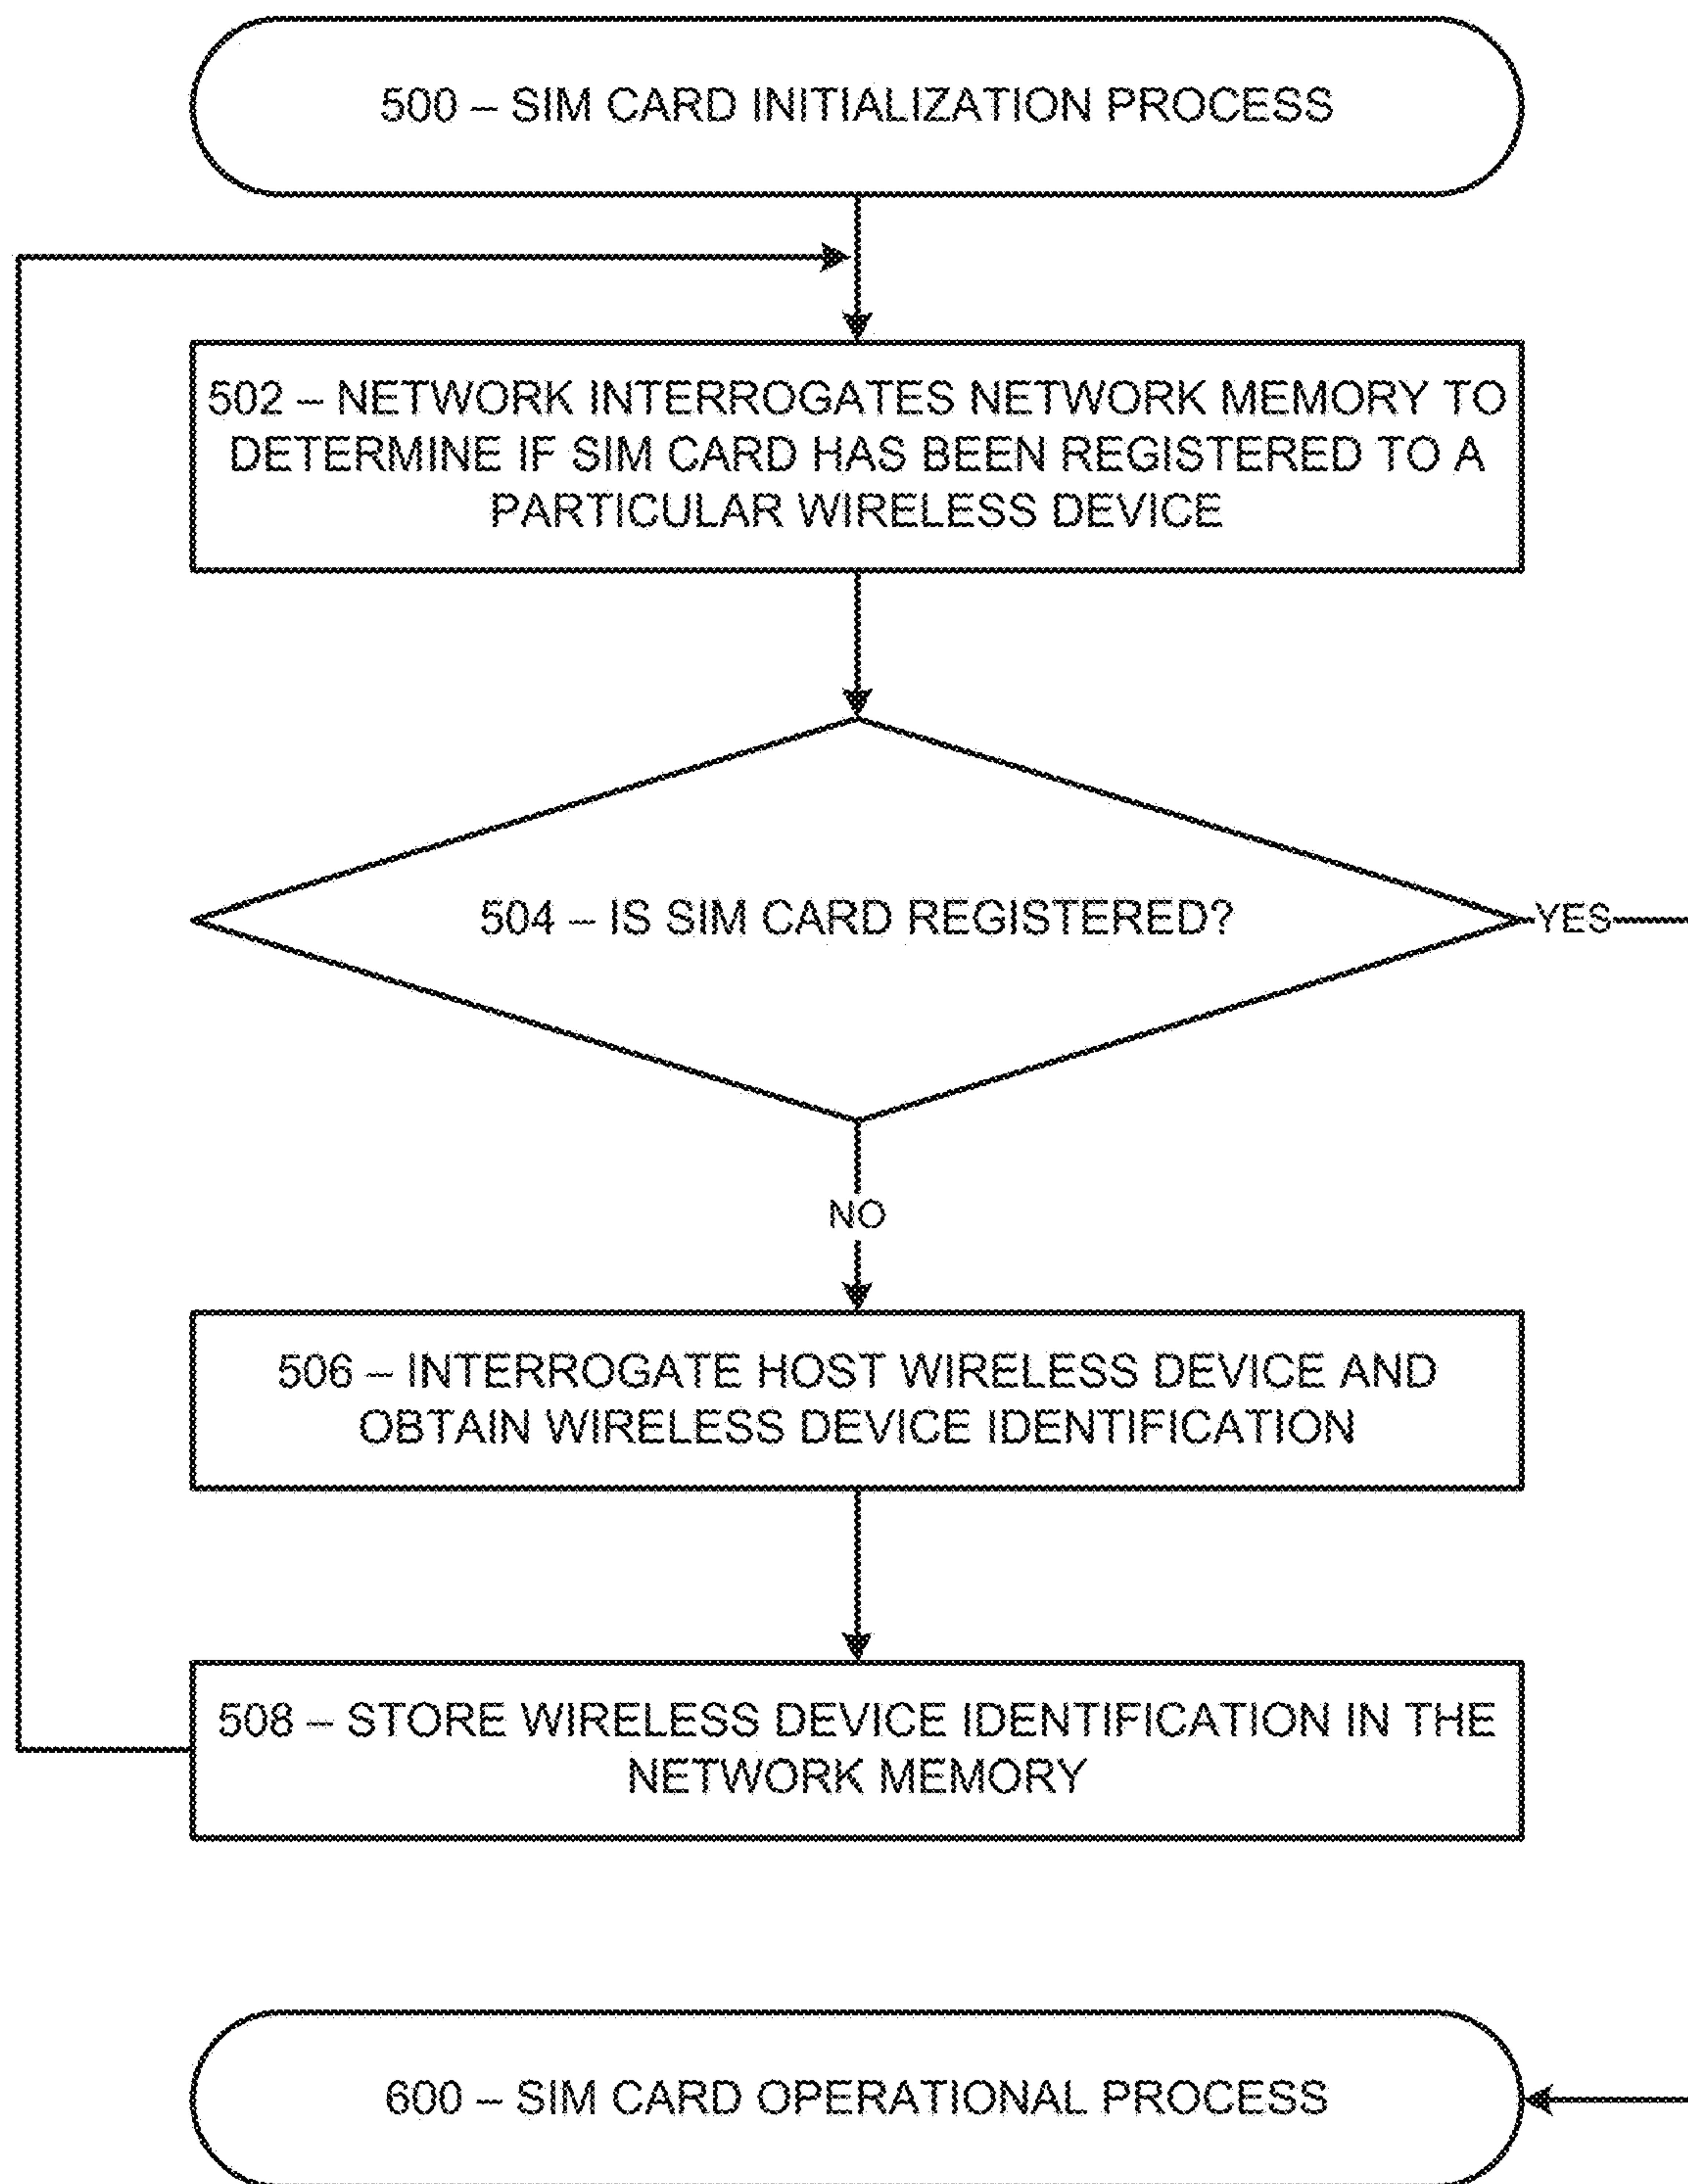 500 – SIM CARD INITIALIZATION PROCESS
502 – NETWORK INTERROGATES NETWORK MEMORY TO
DETERMINE IF SIM CARD HAS BEEN REGISTERED TO A
PARTICULAR WIRELESS DEVICE
504 – IS SIM CARD REGISTERED?
YES
NO
506 – INTERROGATE HOST WIRELESS DEVICE AND
OBTAIN WIRELESS DEVICE IDENTIFICATION
508 – STORE WIRELESS DEVICE IDENTIFICATION IN THE
NETWORK MEMORY
600 – SIM CARD OPERATIONAL PROCESS